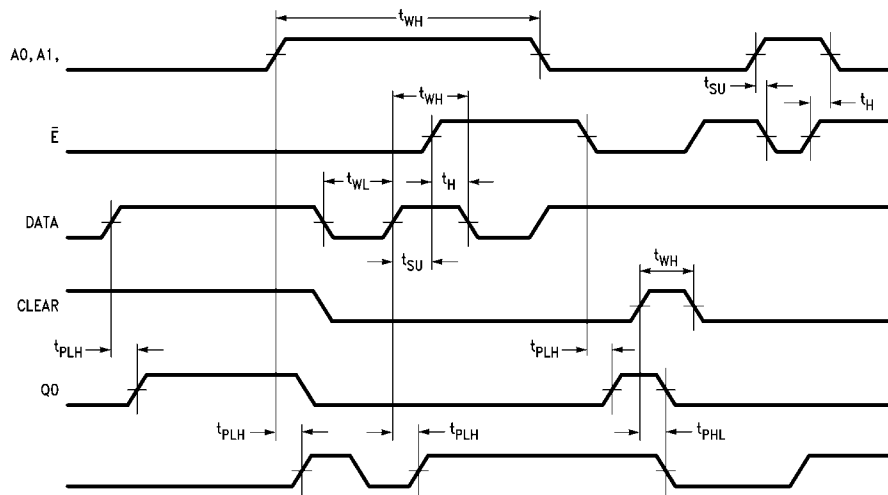 tWH
A0, A1,
tSU
tWH
tH
E̅
tWL
tH
DATA
tSU
tWH
CLEAR
tPLH
tPLH
Q0
tPLH
tPLH
tPHL